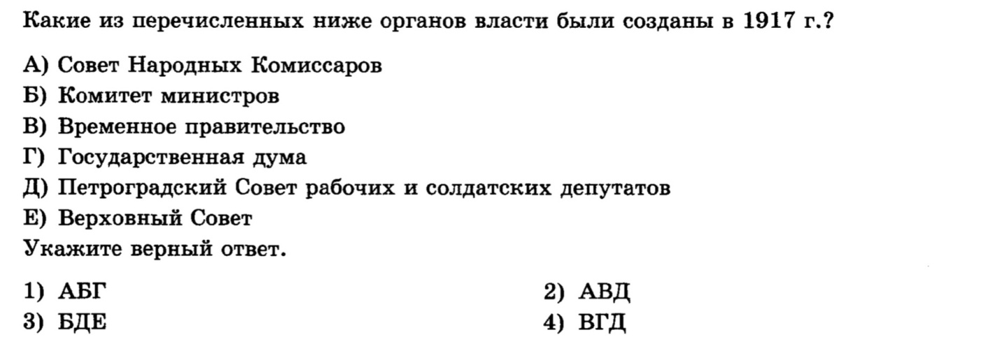 Какие из перечисленных ниже органов власти были созданы в 1917 г.?
А) Совет Народных Комиссаров
Б) Комитет министров
В) Временное правительство
Г) Государственная дума
Д) Петроградский Совет рабочих и солдатских депутатов
Е) Верховный Совет
Укажите верный ответ.
1) АБГ 2) АВД
3) БДЕ 4) ВГД